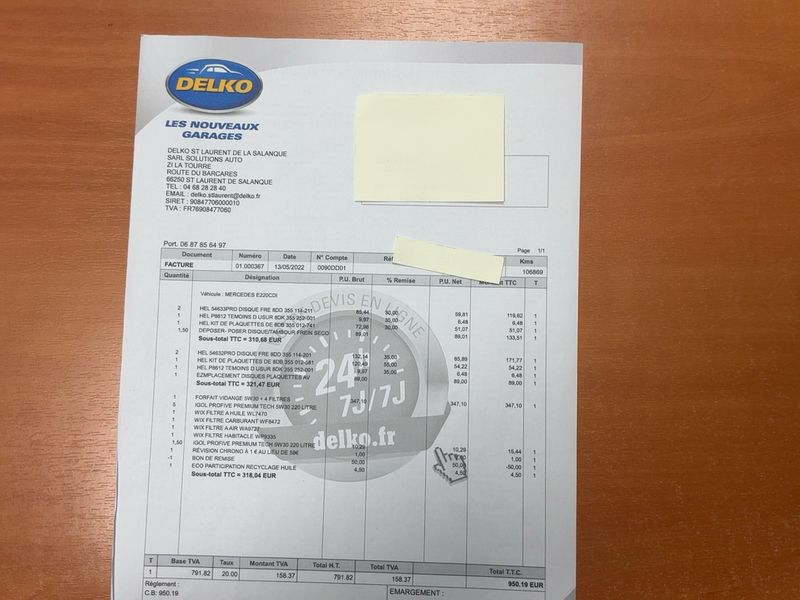 DELKO
LES NOUVEAUX
GARAGES
DELKO ST LAURENT DE LA SALANQUE
SARL SOLUTIONS AUTO
ZI LA TOURRE
ROUTE DU BARCARES
66250 ST LAURENT DE SALANQUE
TEL : 04 68 28 28 40
EMAIL : delko.stlaurent@delko.fr
SIRET : 90847706000010
TVA : FR76908477060
Port. 06 87 85 64 97
Page 1/1
Document Numéro Date N° Compte Réf Kms
FACTURE 01.000367 13/05/2022 0090DD01 106869
Quantité Désignation P.U. Brut % Remise P.U. Net TTC T
Véhicule : MERCEDES E220CDI
2 HEL 54633PRO DISQUE FRE 8DD 355 114-211 85,44 30,00 59,81 119,62 1
1 HEL P8612 TEMOINS D USUR 8DK 355 252-001 9,97 35,00 6,48 6,48 1
1 HEL KIT DE PLAQUETTES DE 8DB 355 012-741 72,96 30,00 51,07 51,07 1
1,50 DEPOSER- POSER DISQUE/TAMBOUR FREIN SECO 89,01 89,01 133,51 1
Sous-total TTC = 310,68 EUR
2 HEL 54652PRO DISQUE FRE 8DD 355 114-201 132,14 35,00 85,89 171,77 1
1 HEL KIT DE PLAQUETTES DE 8DB 355 012-581 120,49 55,00 54,22 54,22 1
1 HEL P8612 TEMOINS D USUR 8DK 355 252-001 9,97 35,00 6,48 6,48 1
1 EZMPLACEMENT DISQUES PLAQUETTES AV 89,00 89,00 89,00 1
Sous-total TTC = 321,47 EUR
1 FORFAIT VIDANGE 5W30 + 4 FILTRES 347,10 347,10 347,10 1
5 IGOL PROFIVE PREMIUM TECH 5W30 220 LITRE
1 WIX FILTRE A HUILE WL7470
1 WIX FILTRE CARBURANT WF8472
1 WIX FILTRE A AIR WA9737
1 WIX FILTRE HABITACLE WP9335
1,50 IGOL PROFIVE PREMIUM TECH 5W30 220 LITRE 10,29 10,29 15,44 1
1 RÉVISION CHRONO À 1 € AU LIEU DE 59€ 1,00 1,00 1
-1 BON DE REMISE 50,00 50,00 -50,00 1
1 ECO PARTICIPATION RECYCLAGE HUILE 4,50 4,50 4,50 1
Sous-total TTC = 318,04 EUR
DEVIS EN LIGNE
24
7J/7J
delko.fr
T Base TVA Taux Montant TVA Total H.T. Total TVA Total T.T.C.
1 791.82 20.00 158.37 791.82 158.37 950.19 EUR
Règlement :
C.B: 950.19
EMARGEMENT :